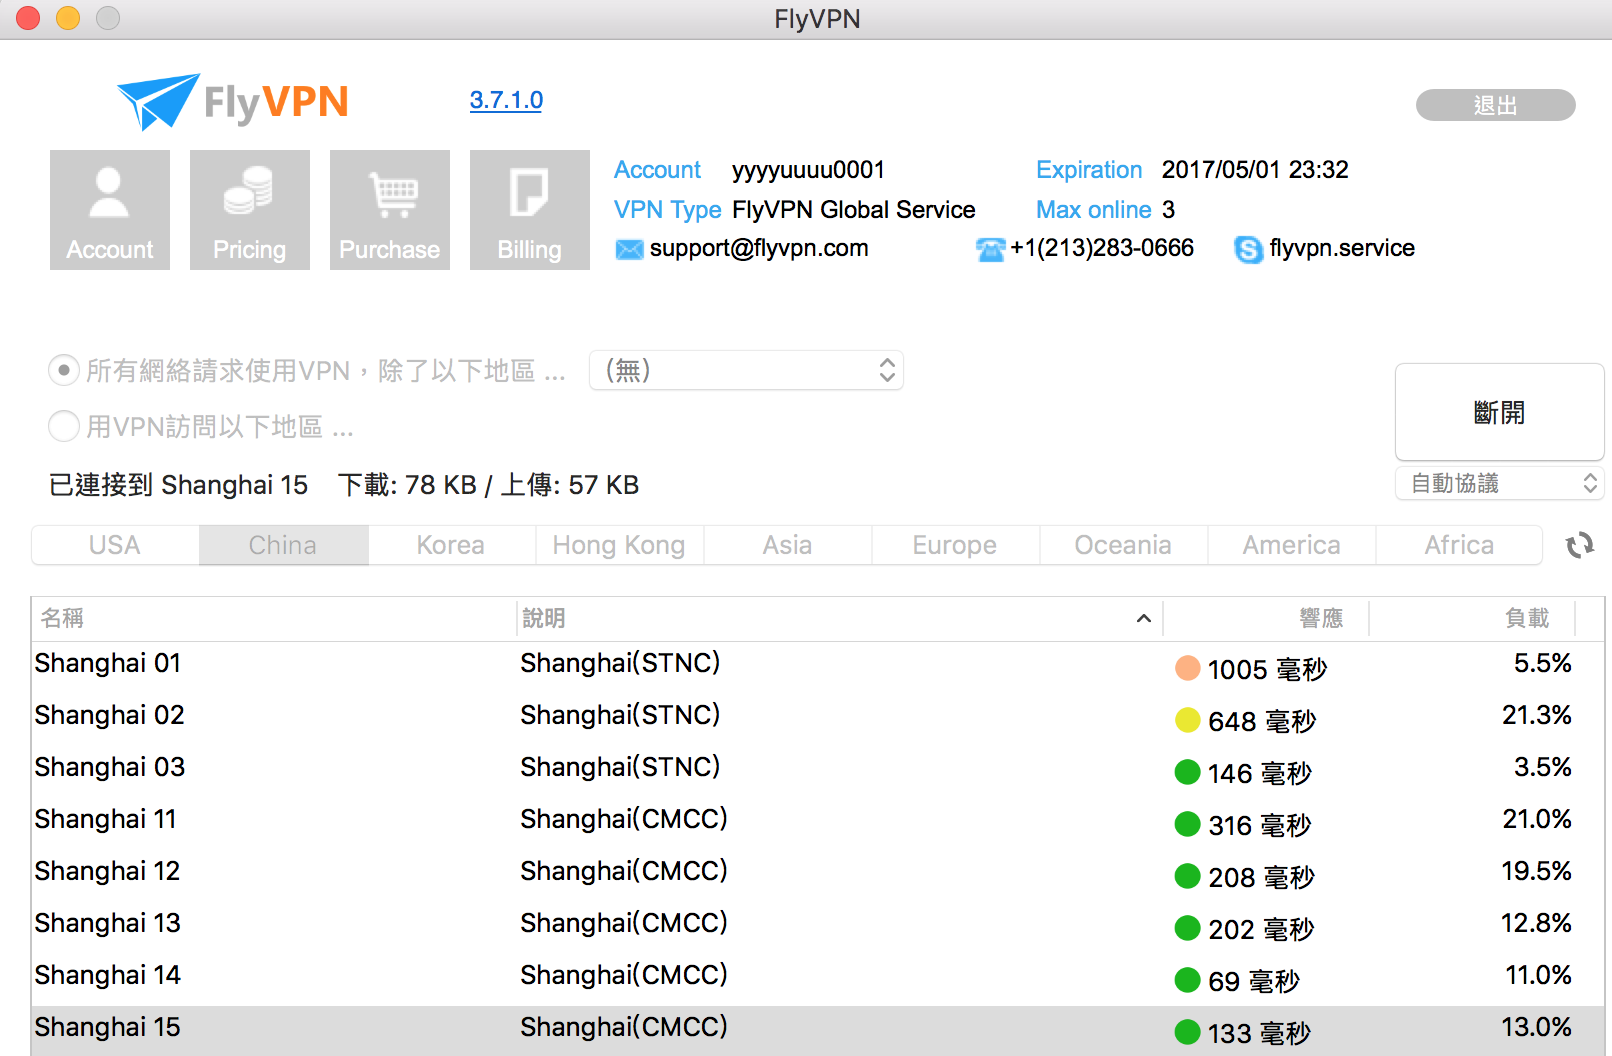 FlyVPN
FlyVPN
3.7.1.0
退出
Account
Pricing
Purchase
Billing
Account yyyyuuuu0001
Expiration 2017/05/01 23:32
VPN Type FlyVPN Global Service
Max online 3
support@flyvpn.com
+1(213)283-0666
flyvpn.service
所有網絡請求使用VPN，除了以下地區 ...
(無)
用VPN訪問以下地區 ...
斷開
已連接到 Shanghai 15 下載: 78 KB / 上傳: 57 KB
自動協議
USA China Korea Hong Kong Asia Europe Oceania America Africa
名稱 說明 響應 負載
Shanghai 01 Shanghai(STNC) 1005 毫秒 5.5%
Shanghai 02 Shanghai(STNC) 648 毫秒 21.3%
Shanghai 03 Shanghai(STNC) 146 毫秒 3.5%
Shanghai 11 Shanghai(CMCC) 316 毫秒 21.0%
Shanghai 12 Shanghai(CMCC) 208 毫秒 19.5%
Shanghai 13 Shanghai(CMCC) 202 毫秒 12.8%
Shanghai 14 Shanghai(CMCC) 69 毫秒 11.0%
Shanghai 15 Shanghai(CMCC) 133 毫秒 13.0%